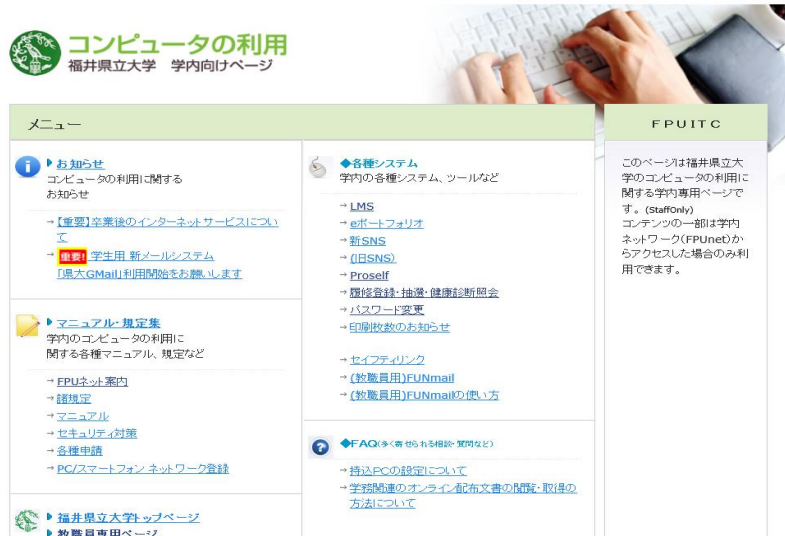 コンピュータの利用
福井県立大学　学内向けページ
メニュー
お知らせ
コンピュータの利用に関する
お知らせ
→【重要】卒業後のインターネットサービスについ
て
→ 重要! 学生用 新メールシステム
「県大GMail」利用開始をお願いします
マニュアル・規定集
学内のコンピュータの利用に
関する各種マニュアル、規定など
→ FPUネット案内
→ 諸規定
→ マニュアル
→ セキュリティ対策
→ 各種申請
→ PC/スマートフォン ネットワーク登録
福井県立大学トップページ
教職員専用ページ
◆各種システム
学内の各種システム、ツールなど
→ LMS
→ eポートフォリオ
→ 新SNS
→ (旧SNS)
→ Proself
→ 履修登録・抽選・健康診断照会
→ パスワード変更
→印刷枚数のお知らせ
→ セイフティリンク
→ (教職員用)FUNmail
→ (教職員用)FUNmailの使い方
◆FAQ(多く寄せられる相談・質問など)
→ 持込PCの設定について
→ 学務関連のオンライン配布文書の閲覧・取得の
方法について
FPUITC
このページは福井県立大
学のコンピュータの利用に
関する学内専用ページで
す。(StaffOnly)
コンテンツの一部は学内
ネットワーク(FPUnet)か
らアクセスした場合のみ利
用できます。